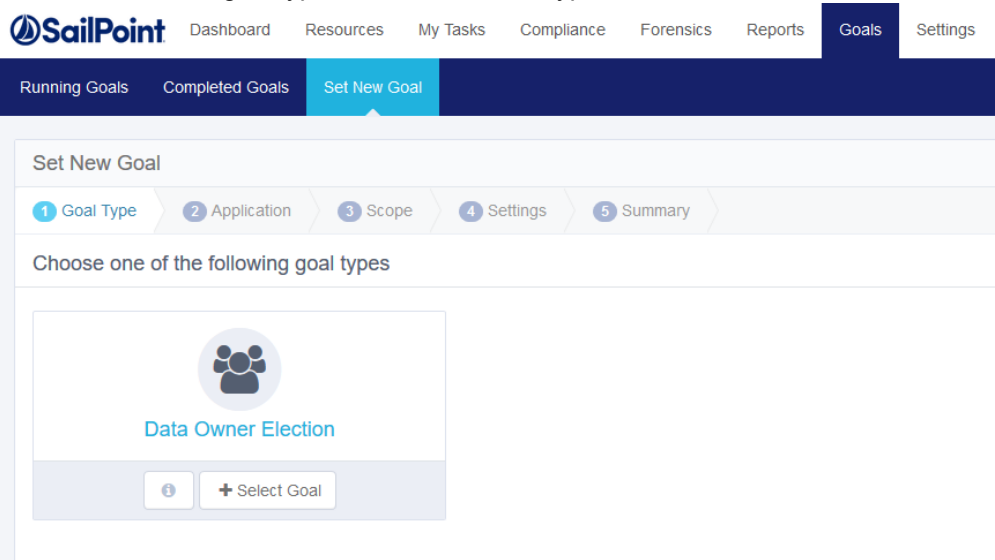 SailPoint Dashboard Resources My Tasks Compliance Forensics Reports Goals Settings
Running Goals Completed Goals Set New Goal
Set New Goal
1 Goal Type 2 Application 3 Scope 4 Settings 5 Summary
Choose one of the following goal types
Data Owner Election
+ Select Goal